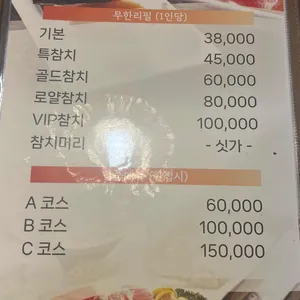 무한리필 (1인당)
기본 38,000
특참치 45,000
골드참치 60,000
로얄참치 80,000
VIP참치 100,000
참치머리 - 싯가 -
A 코스 60,000
B 코스 100,000
C 코스 150,000